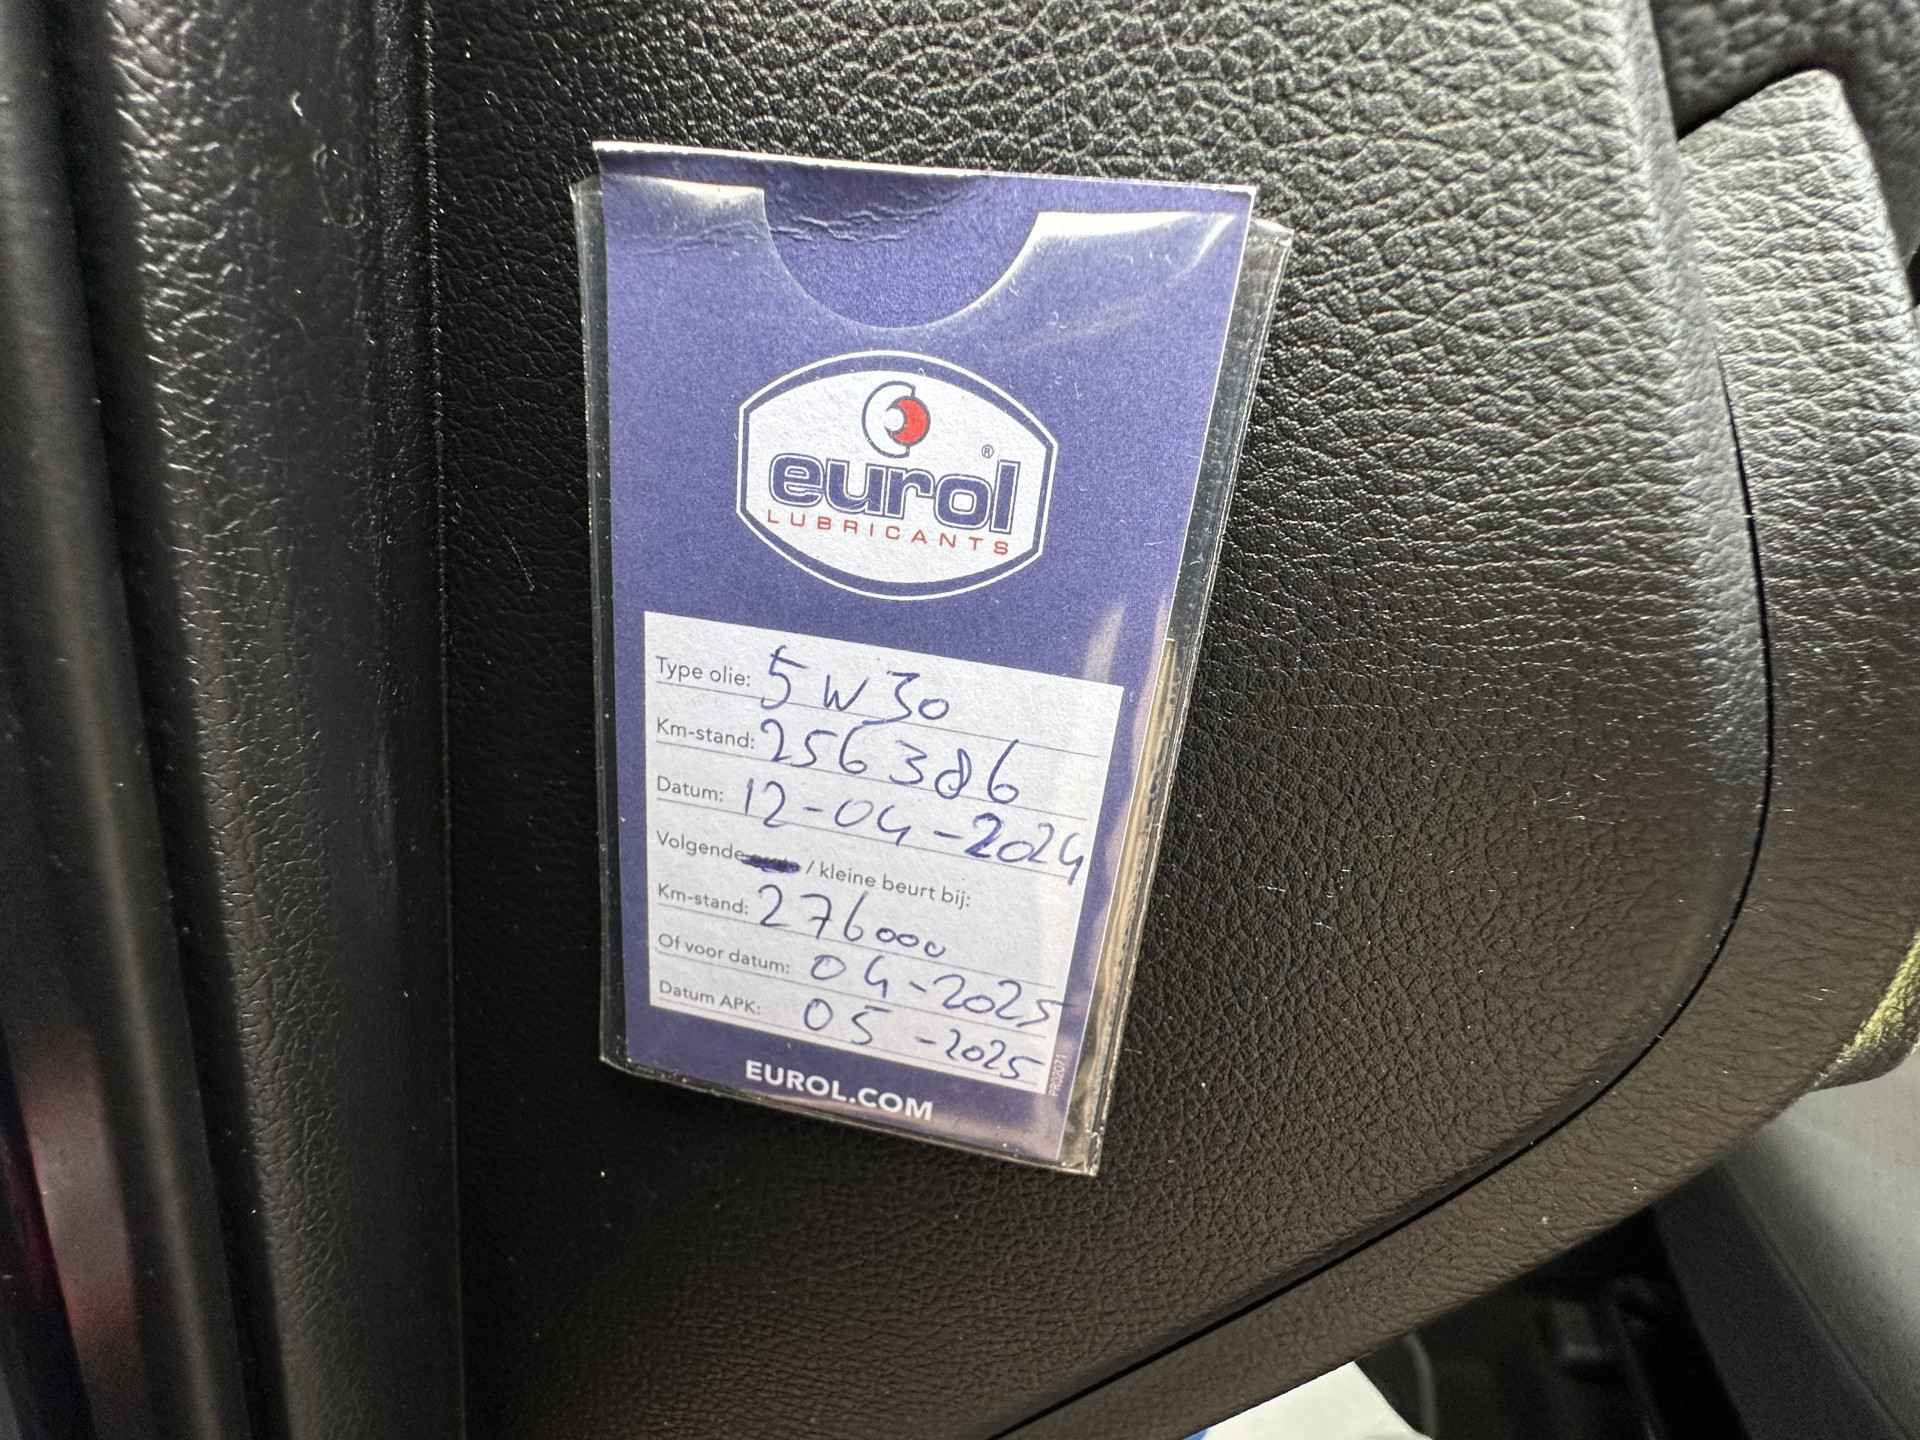 eurol®
LUBRICANTS
Type olie: 5W30
Km-stand: 256386
Datum: 12-04-2024
Volgende / kleine beurt bij:
Km-stand: 276000
Of voor datum: 04-2025
Datum APK: 05-2025
EUROL.COM